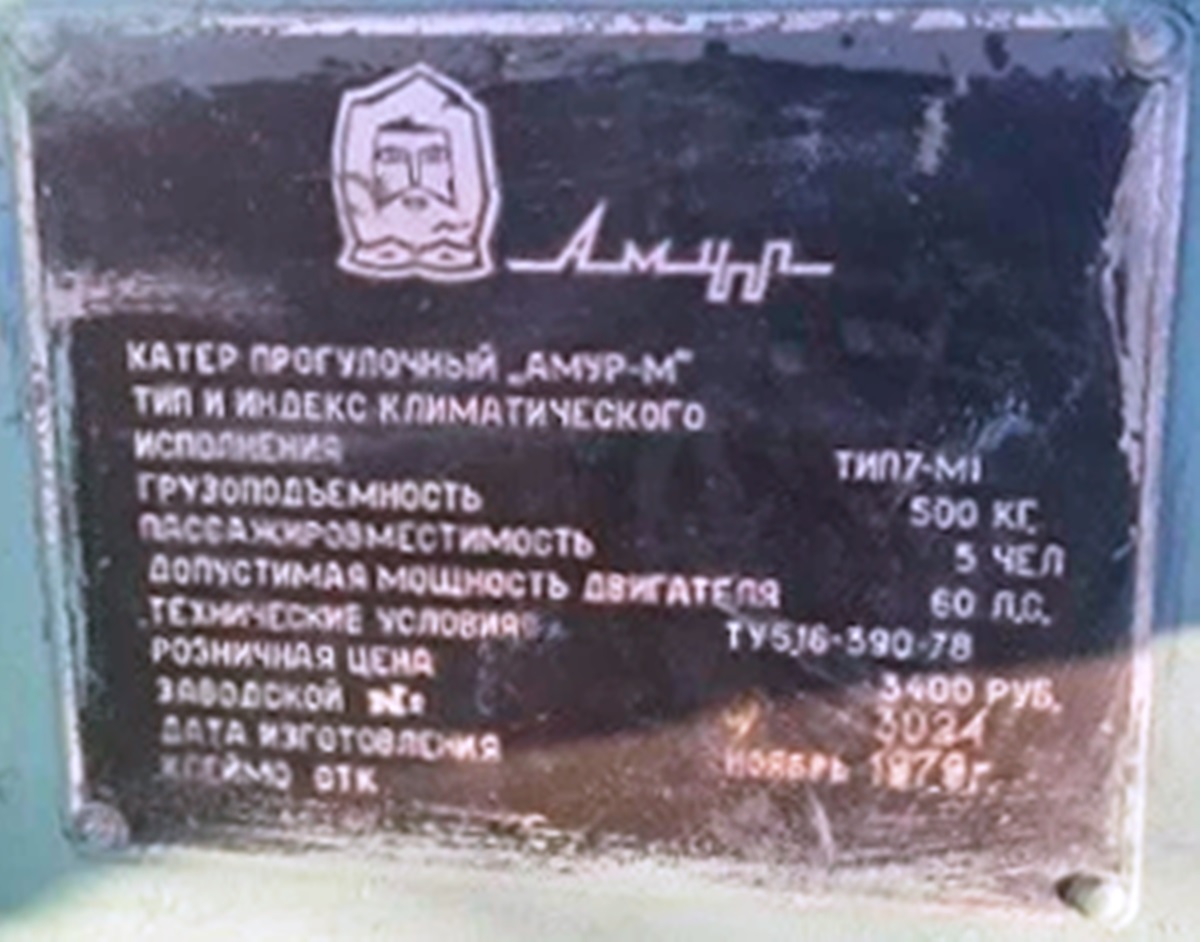 Амур
КАТЕР ПРОГУЛОЧНЫЙ „АМУР-М"
ТИП И ИНДЕКС КЛИМАТИЧЕСКОГО
ИСПОЛНЕНИЯ ТИП7-М1
ГРУЗОПОДЪЕМНОСТЬ 500 КГ.
ПАССАЖИРОВМЕСТИМОСТЬ 5 ЧЕЛ
ДОПУСТИМАЯ МОЩНОСТЬ ДВИГАТЕЛЯ 60 Л.С.
ТЕХНИЧЕСКИЕ УСЛОВИЯ ТУ5.16-390-78
РОЗНИЧНАЯ ЦЕНА 3400 РУБ.
ЗАВОДСКОЙ № 3024
ДАТА ИЗГОТОВЛЕНИЯ НОЯБРЬ 1979г.
КЛЕЙМО ОТК